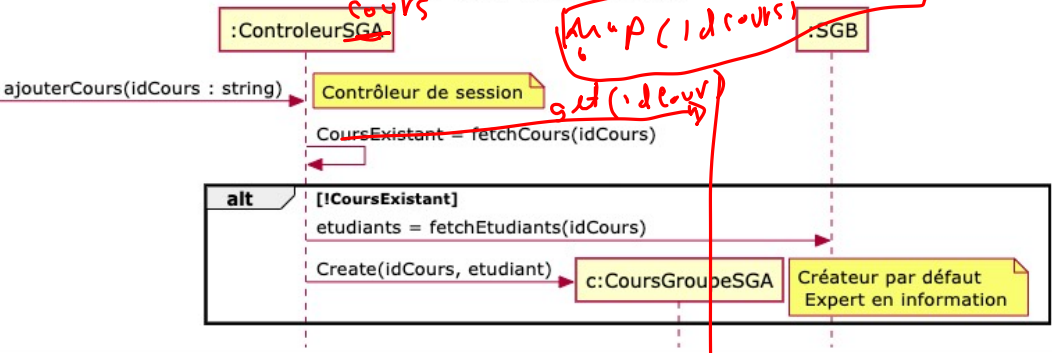 cours
:ControleurSGA
map(idcours)
:SGB
ajouterCours(idCours : string)
Contrôleur de session
get(idcour)
CoursExistant = fetchCours(idCours)
alt
[!CoursExistant]
etudiants = fetchEtudiants(idCours)
Create(idCours, etudiant)
c:CoursGroupeSGA
Créateur par défaut
Expert en information